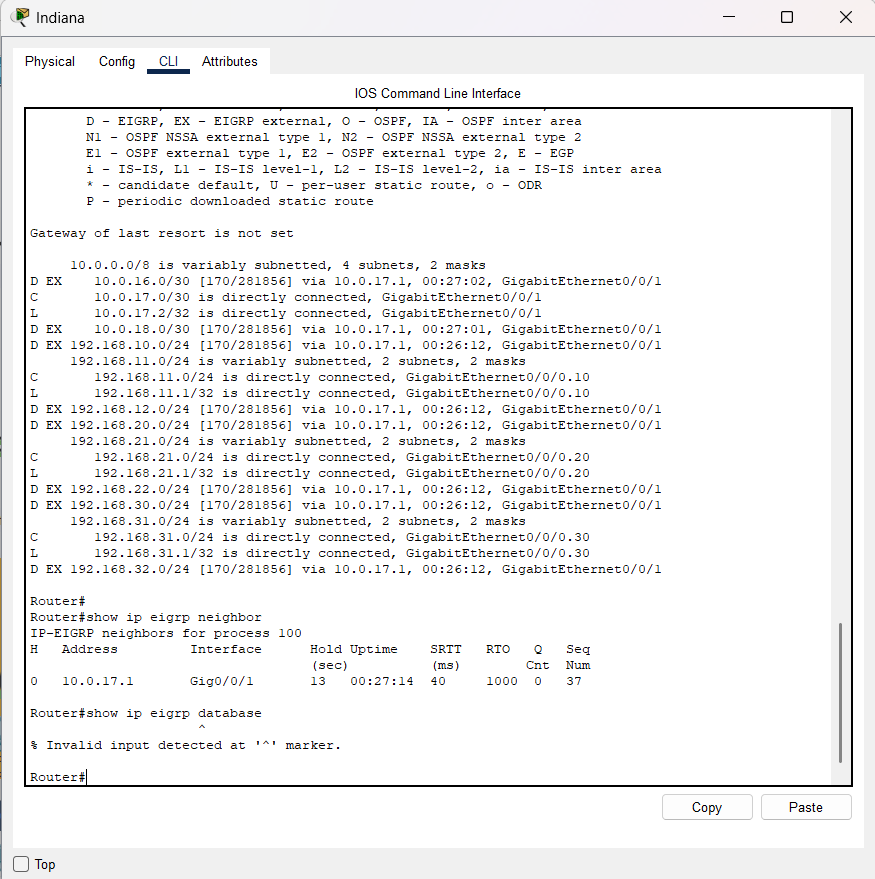 Indiana
Physical Config CLI Attributes
IOS Command Line Interface
D - EIGRP, EX - EIGRP external, O - OSPF, IA - OSPF inter area
N1 - OSPF NSSA external type 1, N2 - OSPF NSSA external type 2
E1 - OSPF external type 1, E2 - OSPF external type 2, E - EGP
i - IS-IS, L1 - IS-IS level-1, L2 - IS-IS level-2, ia - IS-IS inter area
* - candidate default, U - per-user static route, o - ODR
P - periodic downloaded static route
Gateway of last resort is not set
10.0.0.0/8 is variably subnetted, 4 subnets, 2 masks
D EX 10.0.16.0/30 [170/281856] via 10.0.17.1, 00:27:02, GigabitEthernet0/0/1
C 10.0.17.0/30 is directly connected, GigabitEthernet0/0/1
L 10.0.17.2/32 is directly connected, GigabitEthernet0/0/1
D EX 10.0.18.0/30 [170/281856] via 10.0.17.1, 00:27:01, GigabitEthernet0/0/1
D EX 192.168.10.0/24 [170/281856] via 10.0.17.1, 00:26:12, GigabitEthernet0/0/1
192.168.11.0/24 is variably subnetted, 2 subnets, 2 masks
C 192.168.11.0/24 is directly connected, GigabitEthernet0/0/0.10
L 192.168.11.1/32 is directly connected, GigabitEthernet0/0/0.10
D EX 192.168.12.0/24 [170/281856] via 10.0.17.1, 00:26:12, GigabitEthernet0/0/1
D EX 192.168.20.0/24 [170/281856] via 10.0.17.1, 00:26:12, GigabitEthernet0/0/1
192.168.21.0/24 is variably subnetted, 2 subnets, 2 masks
C 192.168.21.0/24 is directly connected, GigabitEthernet0/0/0.20
L 192.168.21.1/32 is directly connected, GigabitEthernet0/0/0.20
D EX 192.168.22.0/24 [170/281856] via 10.0.17.1, 00:26:12, GigabitEthernet0/0/1
D EX 192.168.30.0/24 [170/281856] via 10.0.17.1, 00:26:12, GigabitEthernet0/0/1
192.168.31.0/24 is variably subnetted, 2 subnets, 2 masks
C 192.168.31.0/24 is directly connected, GigabitEthernet0/0/0.30
L 192.168.31.1/32 is directly connected, GigabitEthernet0/0/0.30
D EX 192.168.32.0/24 [170/281856] via 10.0.17.1, 00:26:12, GigabitEthernet0/0/1
Router#
Router#show ip eigrp neighbor
IP-EIGRP neighbors for process 100
H Address Interface Hold Uptime SRTT RTO Q Seq
(sec) (ms) Cnt Num
0 10.0.17.1 Gig0/0/1 13 00:27:14 40 1000 0 37
Router#show ip eigrp database
^
% Invalid input detected at '^' marker.
Router#
Copy Paste
Top